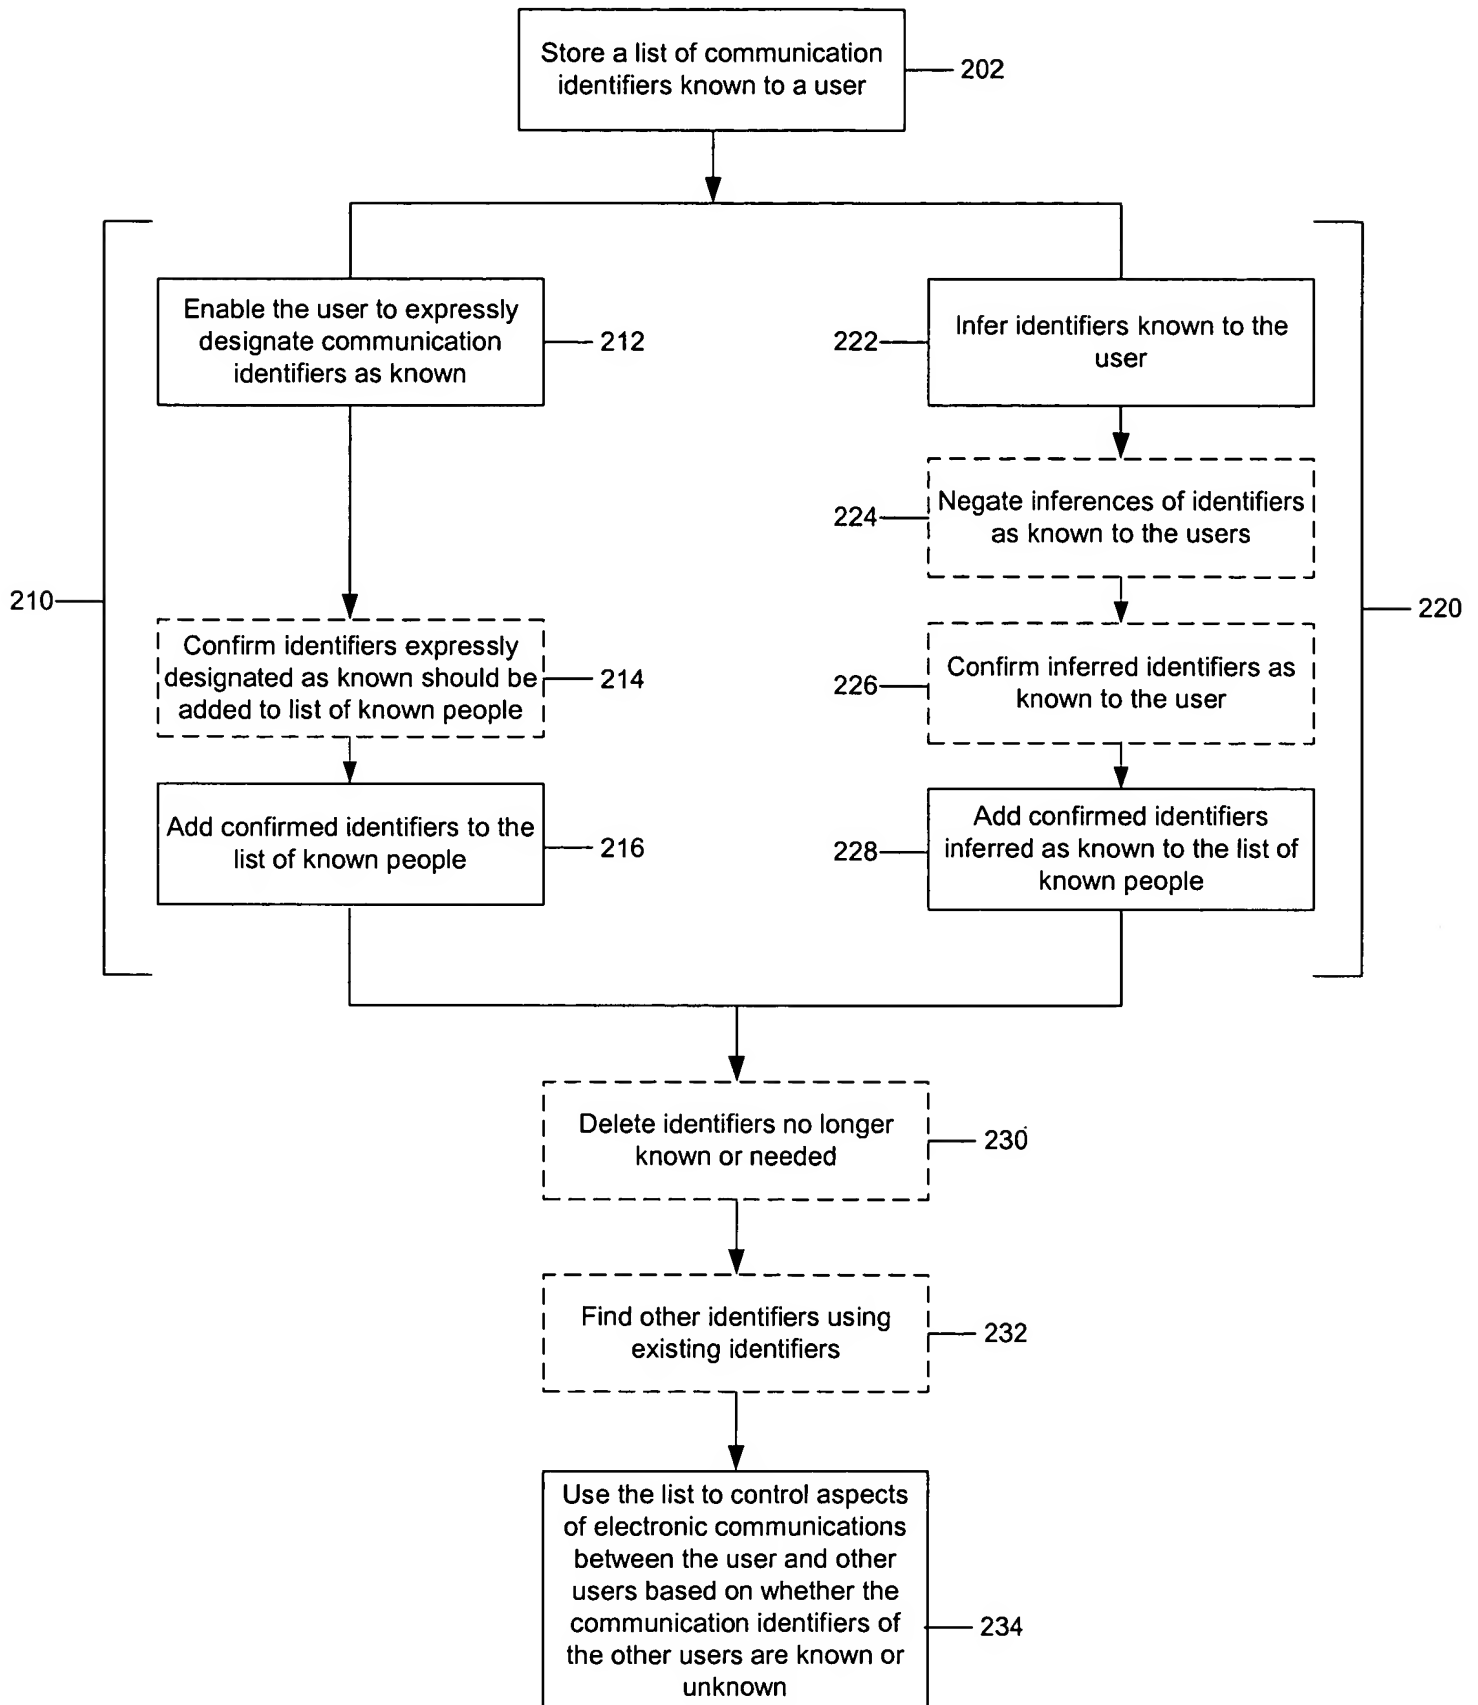 Store a list of communication
identifiers known to a user
202
Enable the user to expressly
designate communication
identifiers as known
212
222
Infer identifiers known to the
user
224
Negate inferences of identifiers
as known to the users
210
220
Confirm identifiers expressly
designated as known should be
added to list of known people
214
226
Confirm inferred identifiers as
known to the user
Add confirmed identifiers to the
list of known people
216
228
Add confirmed identifiers
inferred as known to the list of
known people
Delete identifiers no longer
known or needed
230
Find other identifiers using
existing identifiers
232
Use the list to control aspects
of electronic communications
between the user and other
users based on whether the
communication identifiers of
the other users are known or
unknown
234